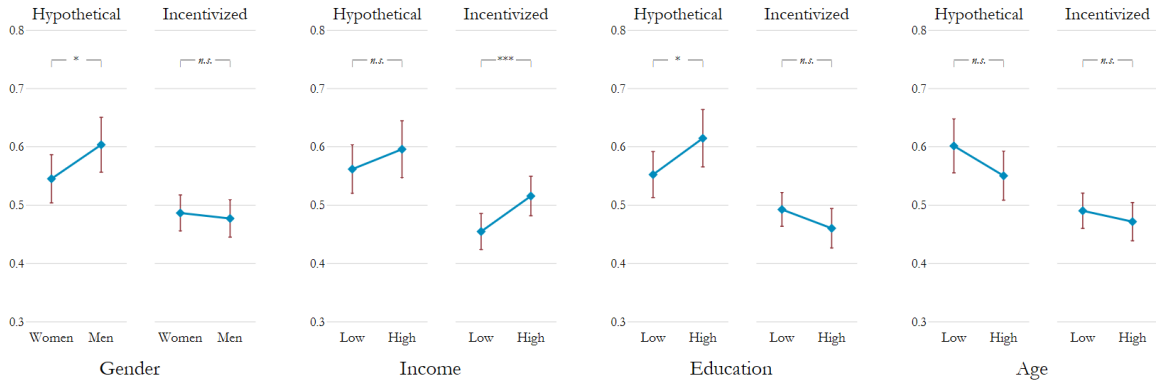 Hypothetical Incentivized
0.8
* n.s.
0.7
0.6
0.5
0.4
0.3
Women Men Women Men
Gender
Hypothetical Incentivized
0.8
n.s. ***
0.7
0.6
0.5
0.4
0.3
Low High Low High
Income
Hypothetical Incentivized
0.8
* n.s.
0.7
0.6
0.5
0.4
0.3
Low High Low High
Education
Hypothetical Incentivized
0.8
n.s. n.s.
0.7
0.6
0.5
0.4
0.3
Low High Low High
Age